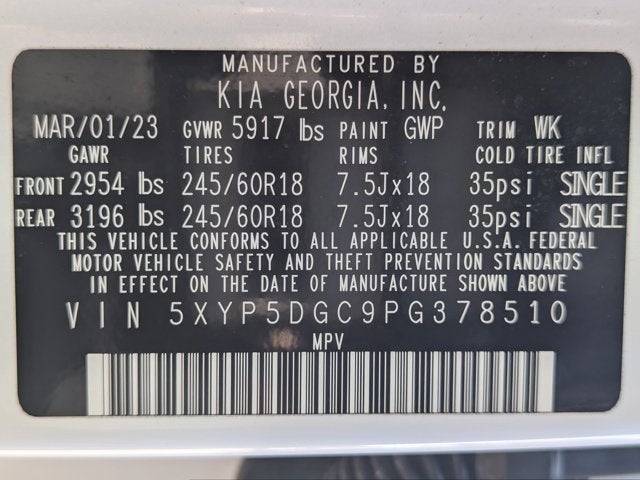 MANUFACTURED BY
KIA GEORGIA, INC.
MAR/01/23 GVWR 5917 lbs PAINT GWP TRIM WK
GAWR TIRES RIMS COLD TIRE INFL
FRONT 2954 lbs 245/60R18 7.5Jx18 35psi SINGLE
REAR 3196 lbs 245/60R18 7.5Jx18 35psi SINGLE
THIS VEHICLE CONFORMS TO ALL APPLICABLE U.S.A. FEDERAL
MOTOR VEHICLE SAFETY AND THEFT PREVENTION STANDARDS
IN EFFECT ON THE DATE OF MANUFACTURE SHOWN ABOVE
VIN 5XYP5DGC9PG378510
MPV